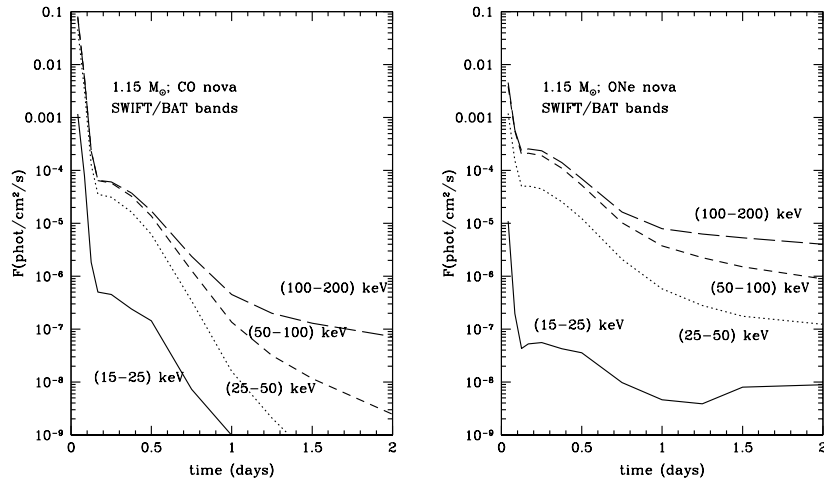 F(phot/cm²/s)
0.1
0.01
0.001
10⁻⁴
10⁻⁵
10⁻⁶
10⁻⁷
10⁻⁸
10⁻⁹
1.15 M☉; CO nova
SWIFT/BAT bands
(100−200) keV
(50−100) keV
(15−25) keV
(25−50) keV
0 0.5 1 1.5 2
time (days)
F(phot/cm²/s)
0.1
0.01
0.001
10⁻⁴
10⁻⁵
10⁻⁶
10⁻⁷
10⁻⁸
10⁻⁹
1.15 M☉; ONe nova
SWIFT/BAT bands
(100−200) keV
(50−100) keV
(15−25) keV
(25−50) keV
0 0.5 1 1.5 2
time (days)